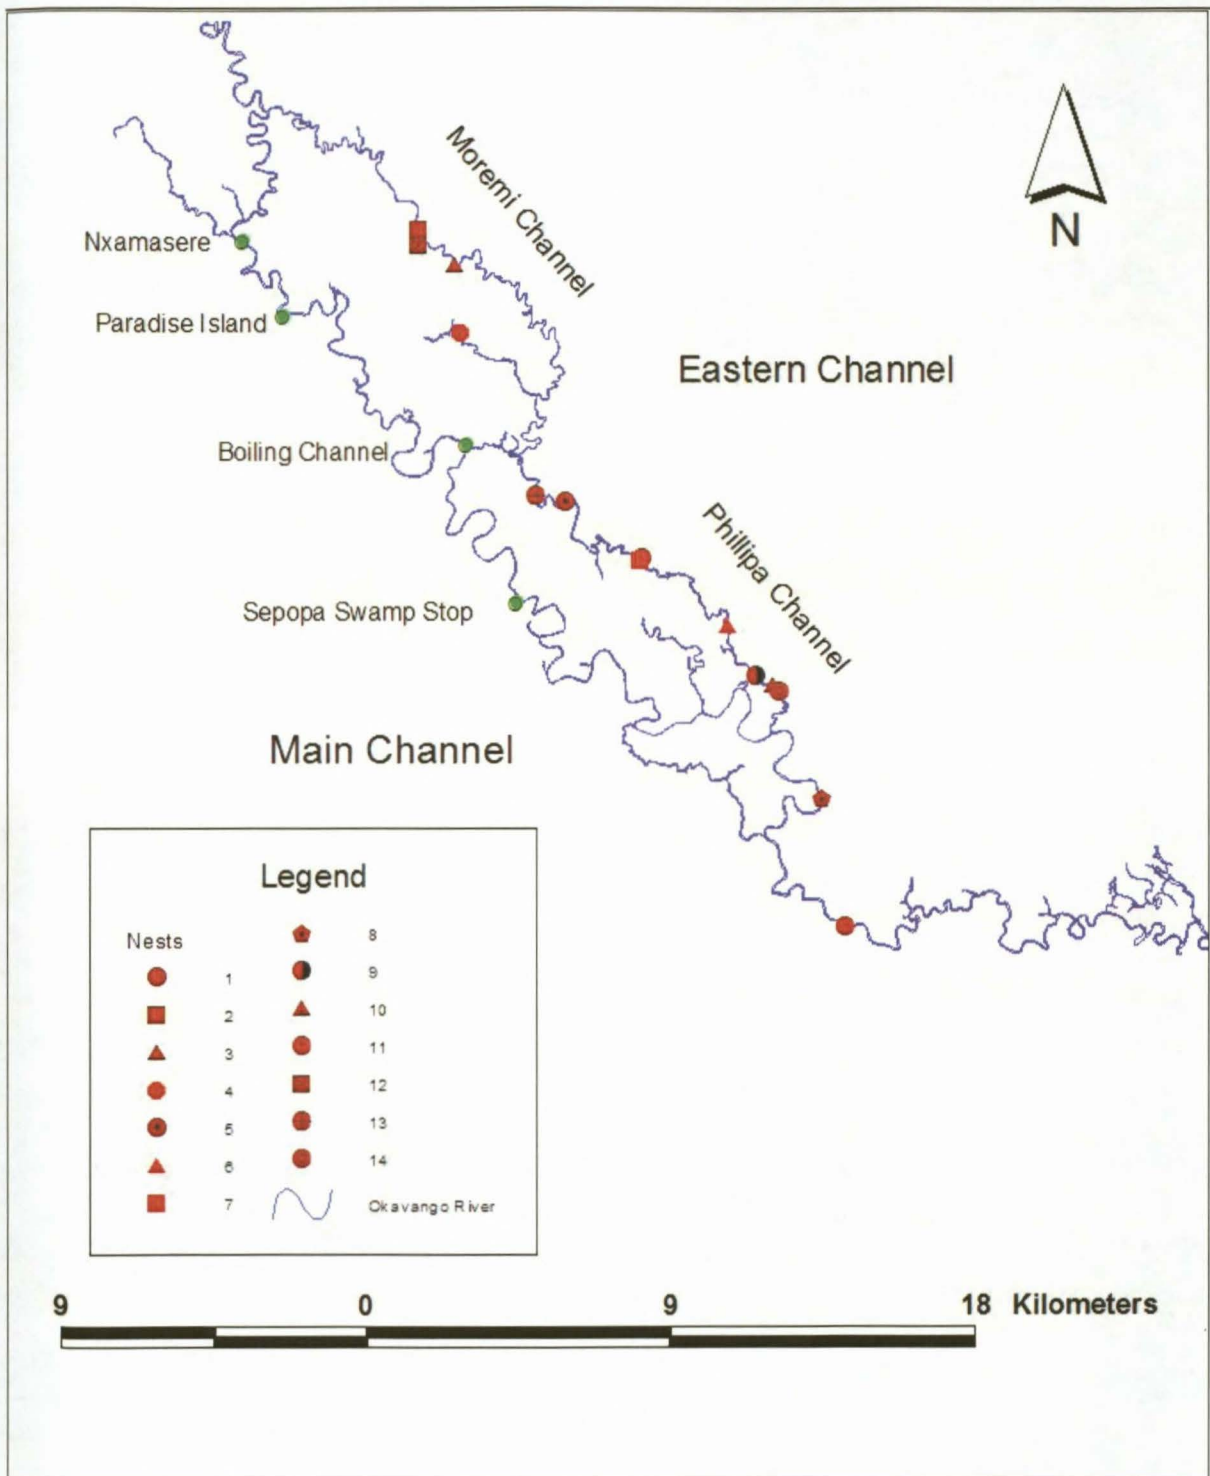 Moremi Channel
N
Nxamasere
Paradise Island
Eastern Channel
Boiling Channel
Phillipa Channel
Sepopa Swamp Stop
Main Channel
Legend
Nests
1
2
3
4
5
6
7
8
9
10
11
12
13
14
Okavango River
9 0 9 18 Kilometers